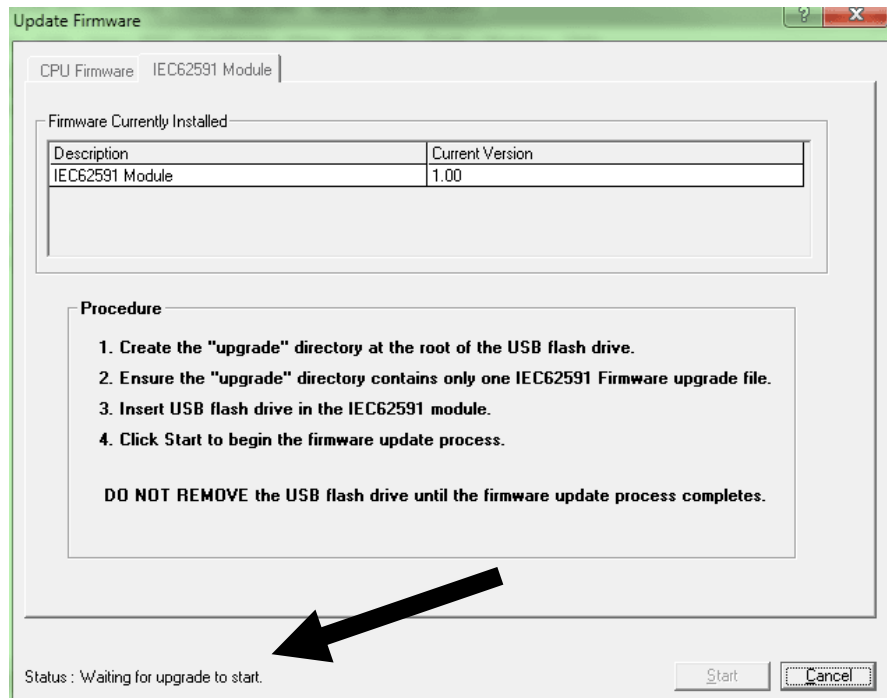 Update Firmware
CPU Firmware IEC62591 Module
Firmware Currently Installed
Description Current Version
IEC62591 Module 1.00
Procedure
1. Create the "upgrade" directory at the root of the USB flash drive.
2. Ensure the "upgrade" directory contains only one IEC62591 Firmware upgrade file.
3. Insert USB flash drive in the IEC62591 module.
4. Click Start to begin the firmware update process.
DO NOT REMOVE the USB flash drive until the firmware update process completes.
Status : Waiting for upgrade to start. Start Cancel